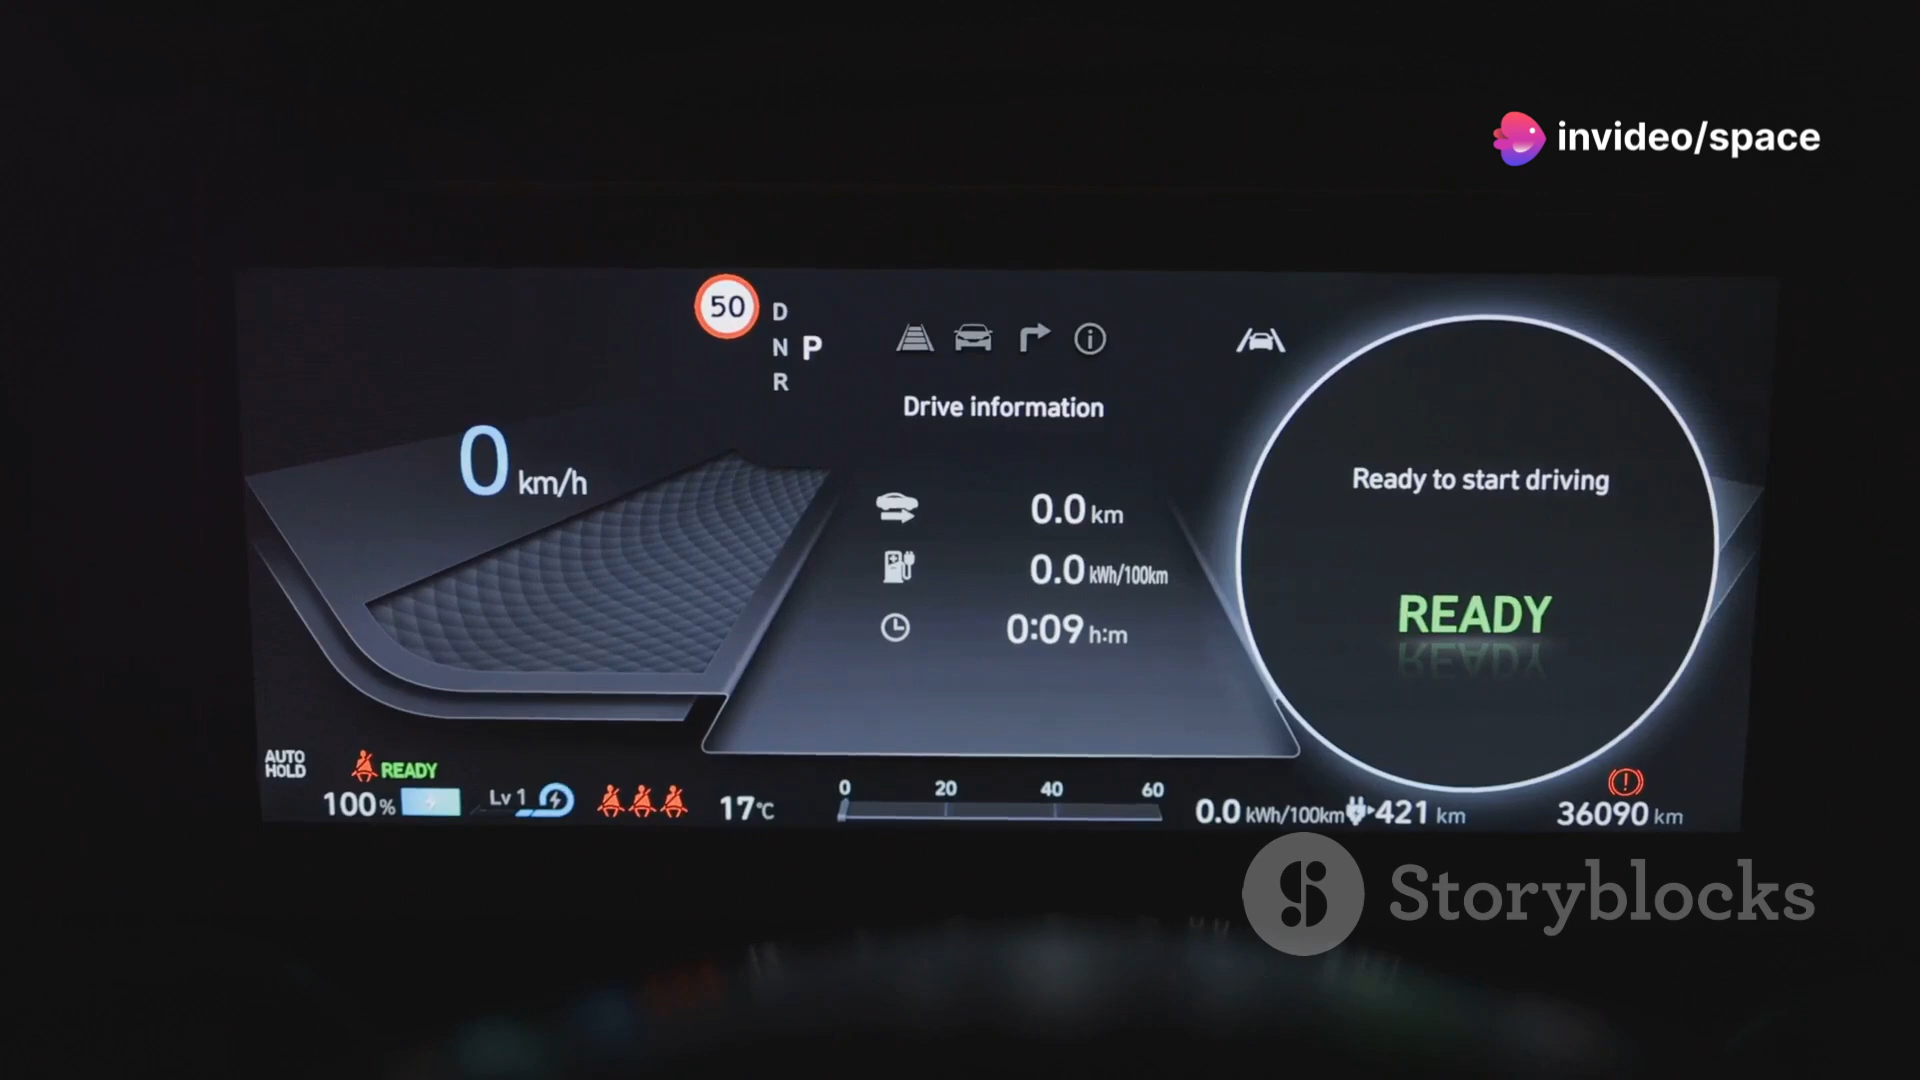 invideo/space
50
D
N P
R
Drive information
0 km/h
0.0 km
0.0 kWh/100km
0:09 h:m
Ready to start driving
READY
AUTO
HOLD
READY
100%
Lv 1
17°C
0 20 40 60
0.0 kWh/100km
421 km
36090 km
Storyblocks